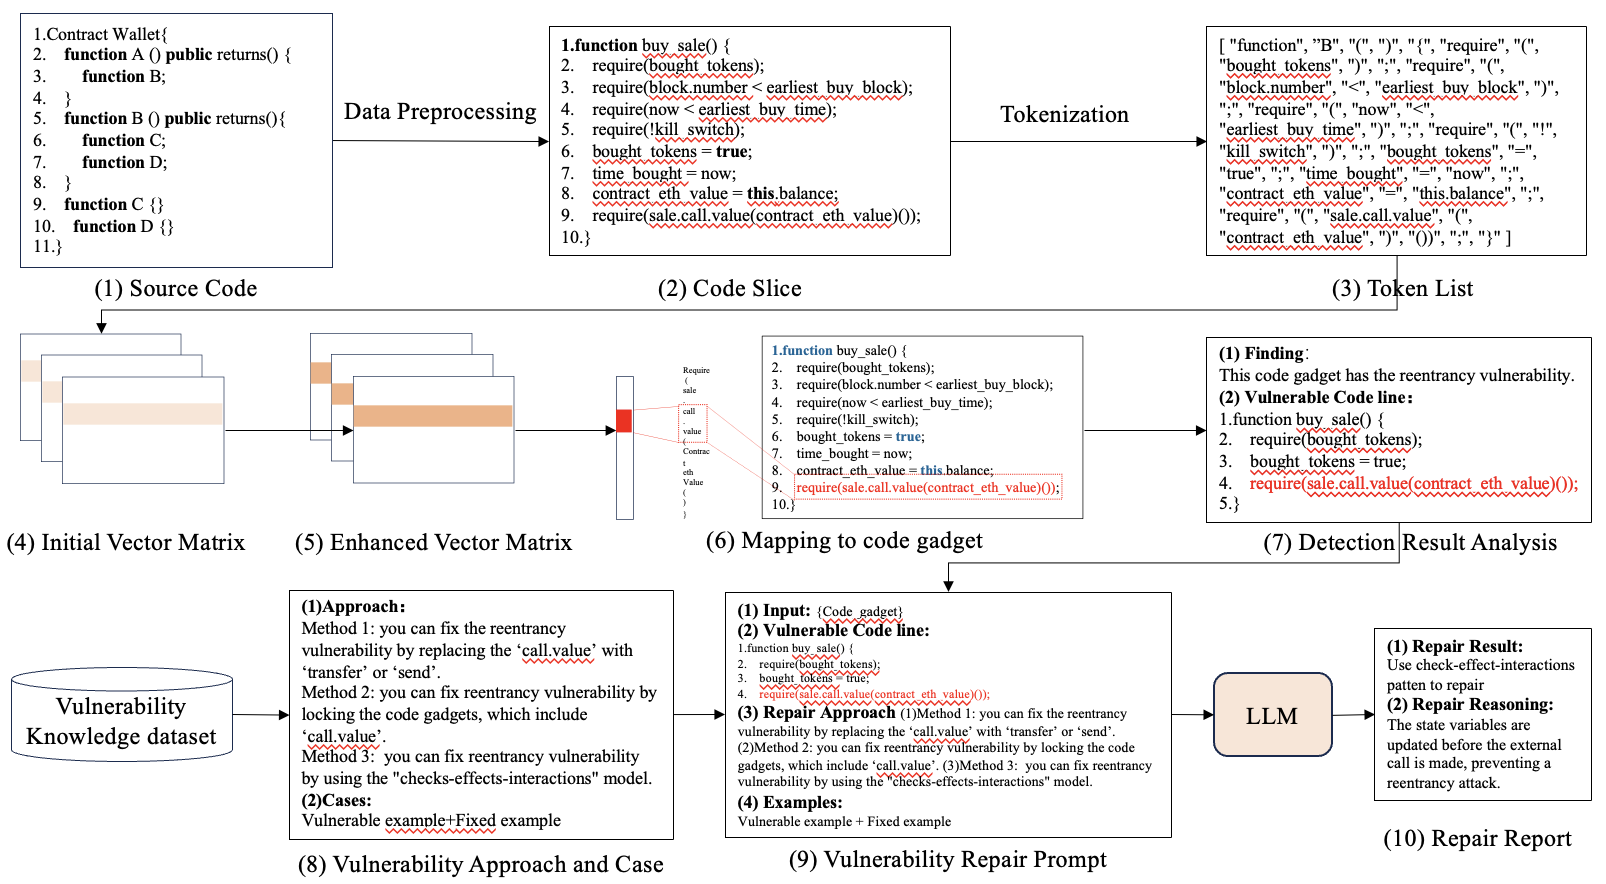 1.Contract Wallet{
2. function A () public returns() {
3. function B;
4. }
5. function B () public returns(){
6. function C;
7. function D;
8. }
9. function C {}
10. function D {}
11.}
(1) Source Code
Data Preprocessing
1.function buy_sale() {
2. require(bought_tokens);
3. require(block.number < earliest_buy_block);
4. require(now < earliest_buy_time);
5. require(!kill_switch);
6. bought_tokens = true;
7. time_bought = now;
8. contract_eth_value = this.balance;
9. require(sale.call.value(contract_eth_value)());
10.}
(2) Code Slice
Tokenization
[ "function", ”B", "(", ")", "{", "require", "(",
"bought_tokens", ")", ";", "require", "(",
"block.number", "<", "earliest_buy_block", ")",
";", "require", "(", "now", "<",
"earliest_buy_time", ")", ";", "require", "(", "!",
"kill_switch", ")", ";", "bought_tokens", "=",
"true", ";", "time_bought", "=", "now", ";",
"contract_eth_value", "=", "this.balance", ";",
"require", "(", "sale.call.value", "(",
"contract_eth_value", ")", "())", ";", "}" ]
(3) Token List
(4) Initial Vector Matrix
(5) Enhanced Vector Matrix
Require
(
sale
.
call
.
value
(
Contrac
t
eth
Value
(
)
)
1.function buy_sale() {
2. require(bought_tokens);
3. require(block.number < earliest_buy_block);
4. require(now < earliest_buy_time);
5. require(!kill_switch);
6. bought_tokens = true;
7. time_bought = now;
8. contract_eth_value = this.balance;
9. require(sale.call.value(contract_eth_value)());
10.}
(6) Mapping to code gadget
(1) Finding:
This code gadget has the reentrancy vulnerability.
(2) Vulnerable Code line:
1.function buy_sale() {
2. require(bought_tokens);
3. bought_tokens = true;
4. require(sale.call.value(contract_eth_value)());
5.}
(7) Detection Result Analysis
Vulnerability
Knowledge dataset
(1)Approach:
Method 1: you can fix the reentrancy
vulnerability by replacing the ‘call.value’ with
‘transfer’ or ‘send’.
Method 2: you can fix reentrancy vulnerability by
locking the code gadgets, which include
‘call.value’.
Method 3: you can fix reentrancy vulnerability
by using the "checks-effects-interactions" model.
(2)Cases:
Vulnerable example+Fixed example
(8) Vulnerability Approach and Case
(1) Input: {Code_gadget}
(2) Vulnerable Code line:
1.function buy_sale() {
2. require(bought_tokens);
3. bought_tokens = true;
4. require(sale.call.value(contract_eth_value)());
(3) Repair Approach (1)Method 1: you can fix the reentrancy
vulnerability by replacing the ‘call.value’ with ‘transfer’ or ‘send’.
(2)Method 2: you can fix reentrancy vulnerability by locking the code
gadgets, which include ‘call.value’. (3)Method 3: you can fix reentrancy
vulnerability by using the "checks-effects-interactions" model.
(4) Examples:
Vulnerable example + Fixed example
(9) Vulnerability Repair Prompt
LLM
(1) Repair Result:
Use check-effect-interactions
patten to repair
(2) Repair Reasoning:
The state variables are
updated before the external
call is made, preventing a
reentrancy attack.
(10) Repair Report